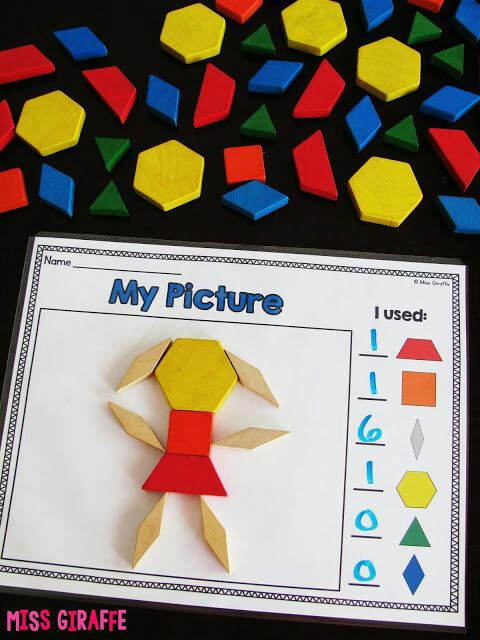 Name
© Miss Giraffe
My Picture
I used:
1
1
6
1
0
0
MISS GIRAFFE